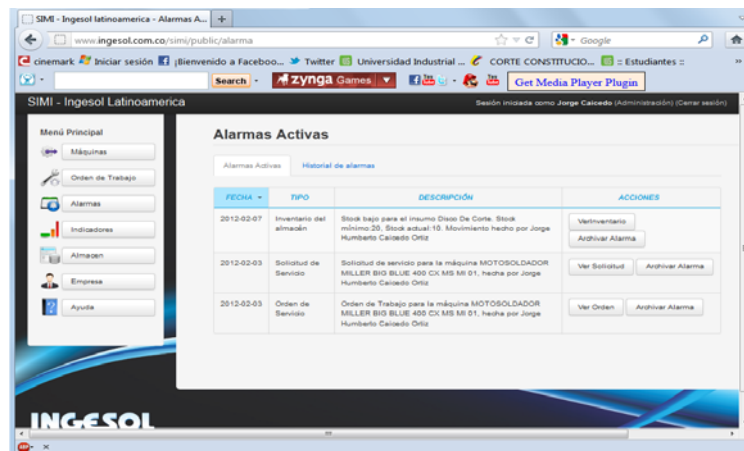 SIMI - Ingesol latinoamerica - Alarmas A...
www.ingesol.com.co/simi/public/alarma
Google
cinemark Iniciar sesión ¡Bienvenido a Faceboo... Twitter Universidad Industrial ... CORTE CONSTITUCIO... :: Estudiantes ::
Search zynga Games Get Media Player Plugin
SIMI - Ingesol Latinoamerica
Sesión iniciada como Jorge Caicedo (Administración) (Cerrar sesión)
Menú Principal
Máquinas
Orden de Trabajo
Alarmas
Indicadores
Almacen
Empresa
Ayuda
Alarmas Activas
Alarmas Activas Historial de alarmas
FECHA TIPO DESCRIPCIÓN ACCIONES
2012-02-07 Inventario del almacén
Stock bajo para el insumo Disco De Corte. Stock
mínimo:20, Stock actual:10. Movimiento hecho por Jorge
Humberto Caicedo Ortiz
VerInventario
Archivar Alarma
2012-02-03 Solicitud de Servicio
Solicitud de servicio para la máquina MOTOSOLDADOR
MILLER BIG BLUE 400 CX MS MI 01, hecha por Jorge
Humberto Caicedo Ortiz
Ver Solicitud Archivar Alarma
2012-02-03 Orden de Servicio
Orden de Trabajo para la máquina MOTOSOLDADOR
MILLER BIG BLUE 400 CX MS MI 01, hecha por Jorge
Humberto Caicedo Ortiz
Ver Orden Archivar Alarma
INGESOL